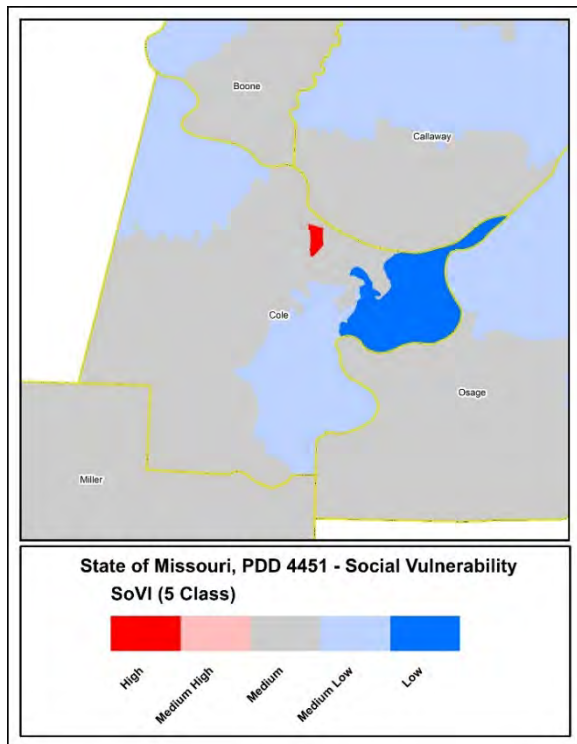 Boone
Callaway
Cole
Osage
Miller
State of Missouri, PDD 4451 - Social Vulnerability
SoVI (5 Class)
High
Medium High
Medium
Medium Low
Low